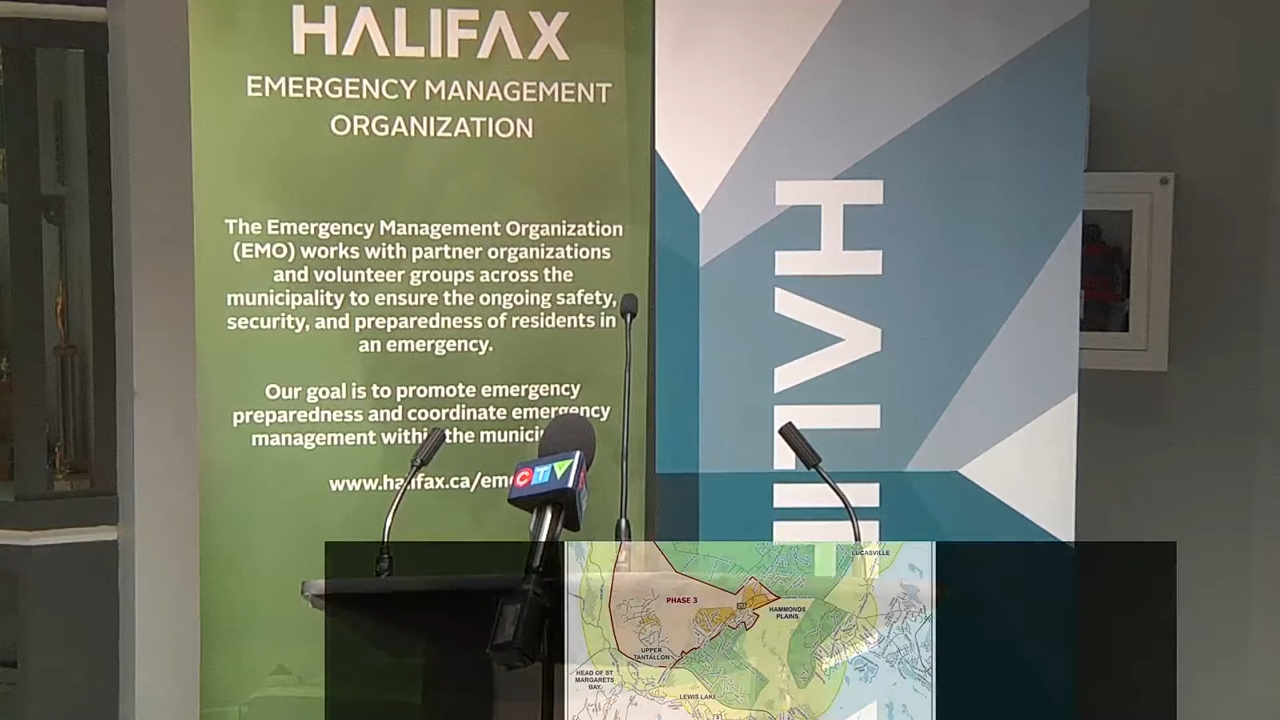 HALIFAX
EMERGENCY MANAGEMENT
ORGANIZATION
The Emergency Management Organization
(EMO) works with partner organizations
and volunteer groups across the
municipality to ensure the ongoing safety,
security, and preparedness of residents in
an emergency.
Our goal is to promote emergency
preparedness and coordinate emergency
management within the
www.halifax.ca/emo
CTV
HALIF
LUCASVILLE
PHASE 3
HAMMONDS
PLAINS
UPPER
TANTALLON
HEAD OF ST
MARGARETS
BAY
LEWIS LAKE